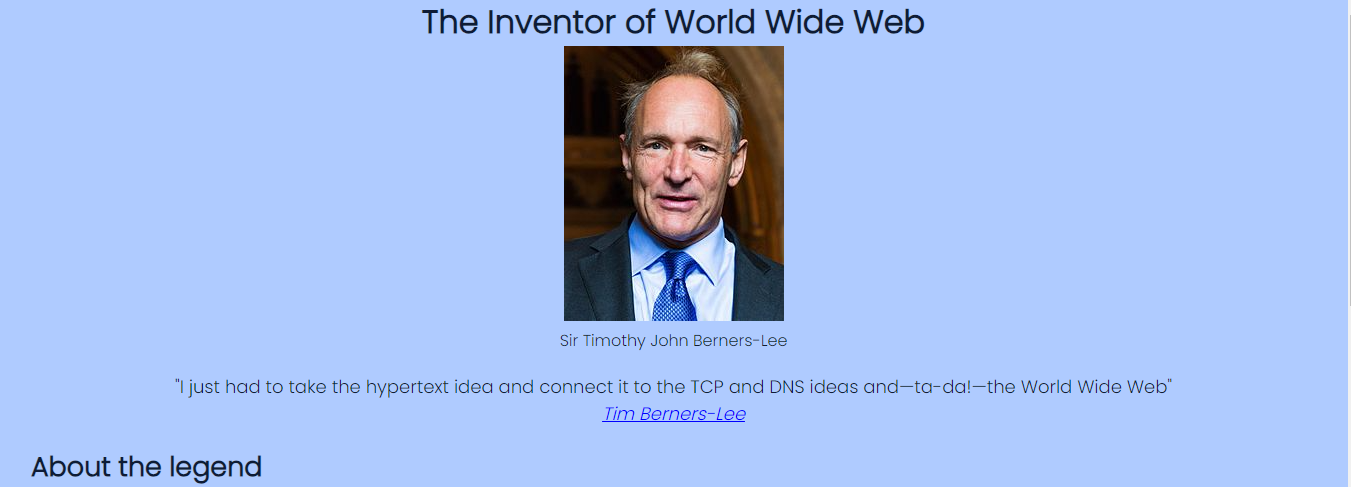 The Inventor of World Wide Web
Sir Timothy John Berners-Lee
"I just had to take the hypertext idea and connect it to the TCP and DNS ideas and—ta-da!—the World Wide Web"
Tim Berners-Lee
About the legend